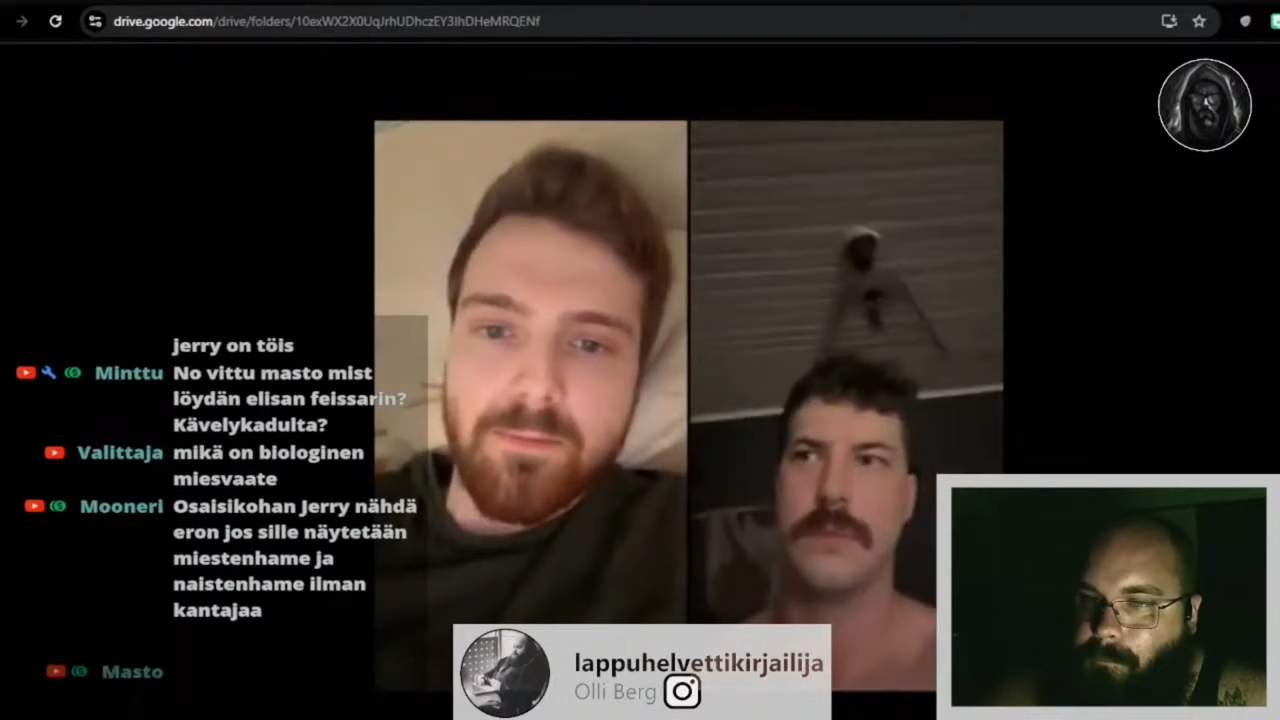 drive.google.com/drive/folders/10exWX2X0UqJrhUDhczEY3IhDHeMRQENf
jerry on töis
Minttu No vittu masto mist
löydän elisan feissarin?
Kävelykadulta?
Valittaja mikä on biologinen
miesvaate
Mooneri Osaisikohan Jerry nähdä
eron jos sille näytetään
miestenhame ja
naistenhame ilman
kantajaa
Masto
lappuhelvettikirjailija
Olli Berg